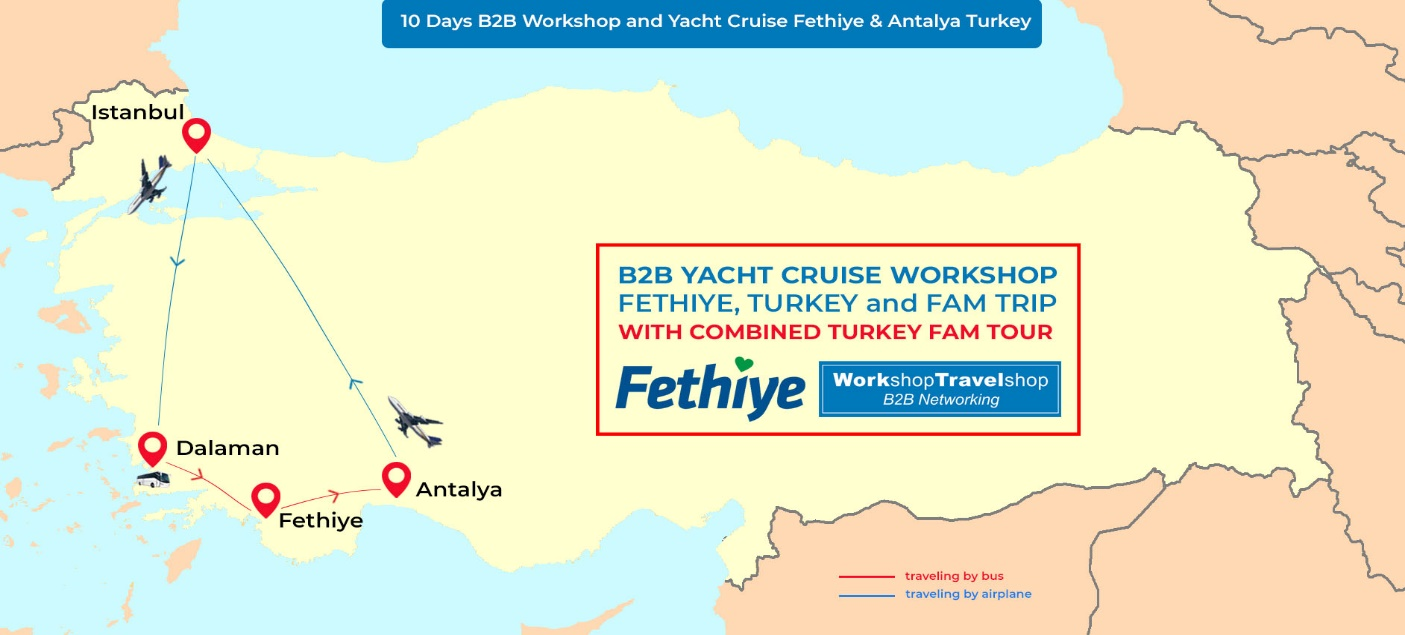 10 Days B2B Workshop and Yacht Cruise Fethiye & Antalya Turkey
Istanbul
B2B YACHT CRUISE WORKSHOP
FETHIYE, TURKEY and FAM TRIP
WITH COMBINED TURKEY FAM TOUR
Fethiye
WorkshopTravelshop
B2B Networking
Dalaman
Antalya
Fethiye
traveling by bus
traveling by airplane